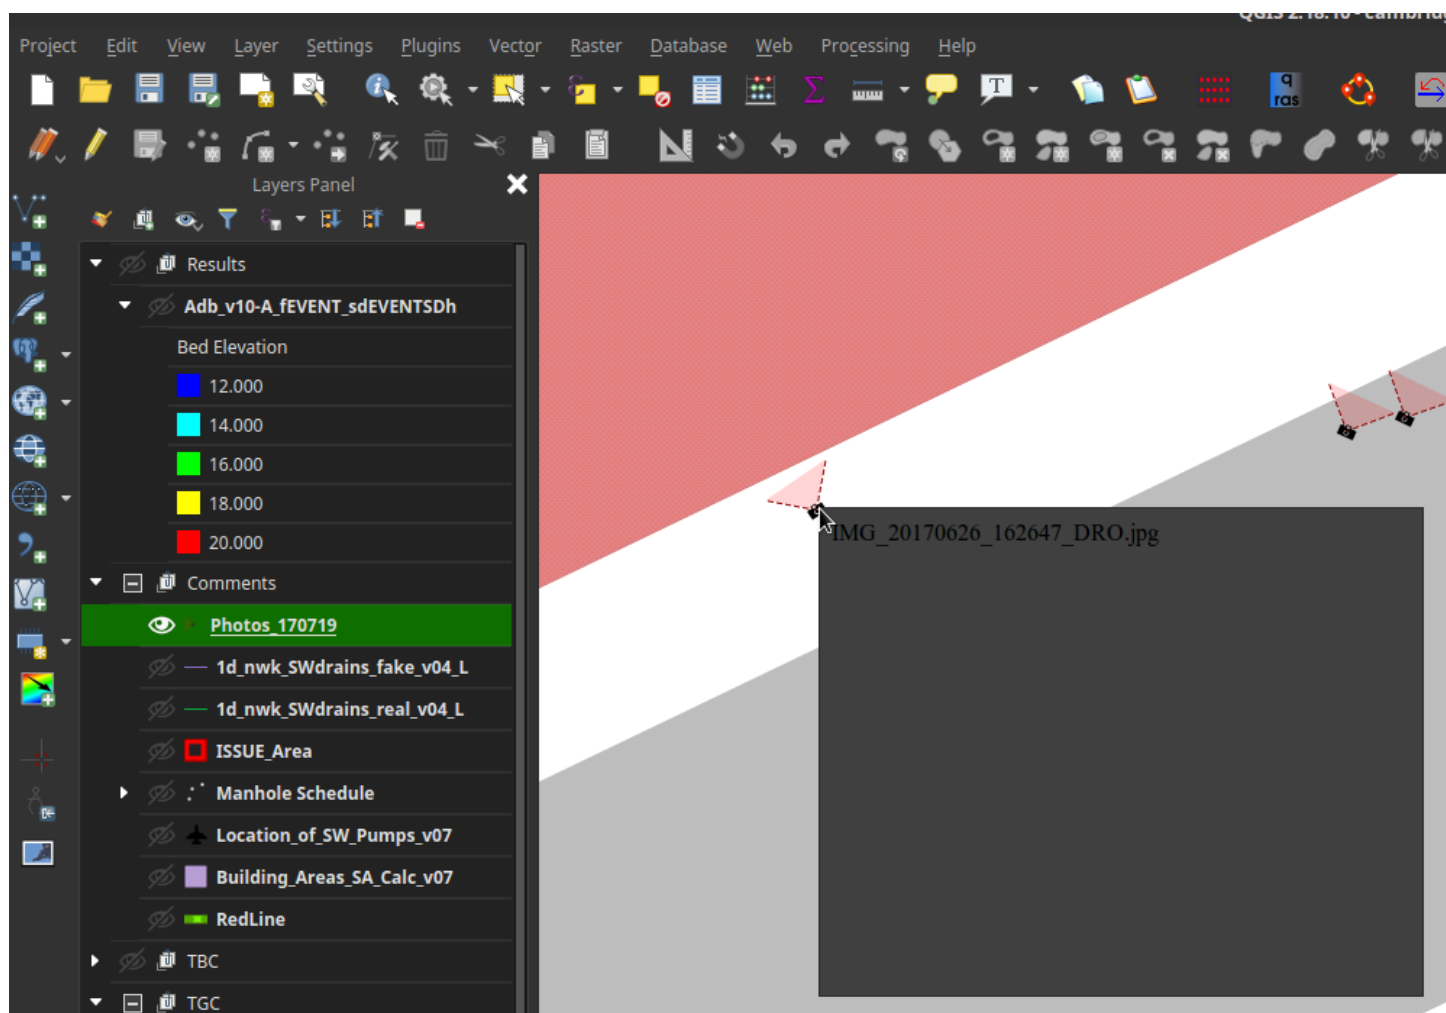 QGIS 2.18.10 - cambridg
Project Edit View Layer Settings Plugins Vector Raster Database Web Processing Help
T
q
ras
Layers Panel
Results
Adb_v10-A_fEVENT_sdEVENTSDh
Bed Elevation
12.000
14.000
16.000
18.000
20.000
Comments
Photos_170719
1d_nwk_SWdrains_fake_v04_L
1d_nwk_SWdrains_real_v04_L
ISSUE_Area
Manhole Schedule
Location_of_SW_Pumps_v07
Building_Areas_SA_Calc_v07
RedLine
TBC
TGC
IMG_20170626_162647_DRO.jpg